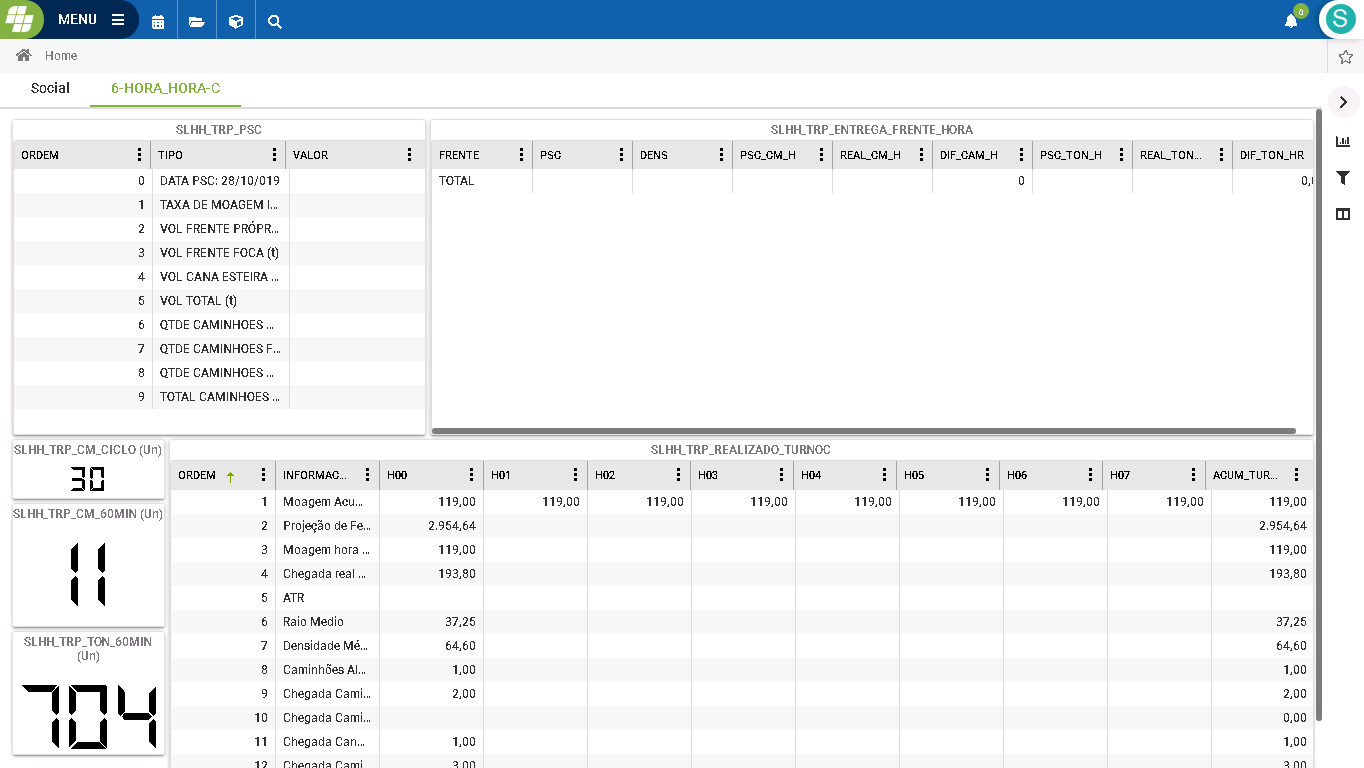 MENU
0
S
Home
Social 6-HORA_HORA-C
SLHH_TRP_PSC
ORDEM TIPO VALOR
0 DATA PSC: 28/10/019
1 TAXA DE MOAGEM I...
2 VOL FRENTE PRÓPR...
3 VOL FRENTE FOCA (t)
4 VOL CANA ESTEIRA ...
5 VOL TOTAL (t)
6 QTDE CAMINHOES ...
7 QTDE CAMINHOES F...
8 QTDE CAMINHOES ...
9 TOTAL CAMINHOES ...
SLHH_TRP_ENTREGA_FRENTE_HORA
FRENTE PSC DENS PSC_CM_H REAL_CM_H DIF_CAM_H PSC_TON_H REAL_TON... DIF_TON_HR
TOTAL 0 0,
SLHH_TRP_CM_CICLO (Un)
30
SLHH_TRP_CM_60MIN (Un)
11
SLHH_TRP_TON_60MIN
(Un)
704
SLHH_TRP_REALIZADO_TURNOC
ORDEM INFORMAC... H00 H01 H02 H03 H04 H05 H06 H07 AGUM_TUR...
1 Moagem Acu... 119,00 119,00 119,00 119,00 119,00 119,00 119,00 119,00 119,00
2 Projeção de Fe... 2.954,64 2.954,64
3 Moagem hora ... 119,00 119,00
4 Chegada real ... 193,80 193,80
5 ATR
6 Raio Medio 37,25 37,25
7 Densidade Mé... 64,60 64,60
8 Caminhões Al... 1,00 1,00
9 Chegada Cami... 2,00 2,00
10 Chegada Cami... 0,00
11 Chegada Can... 1,00 1,00
12 Chegada Cami... 3,00 3,00